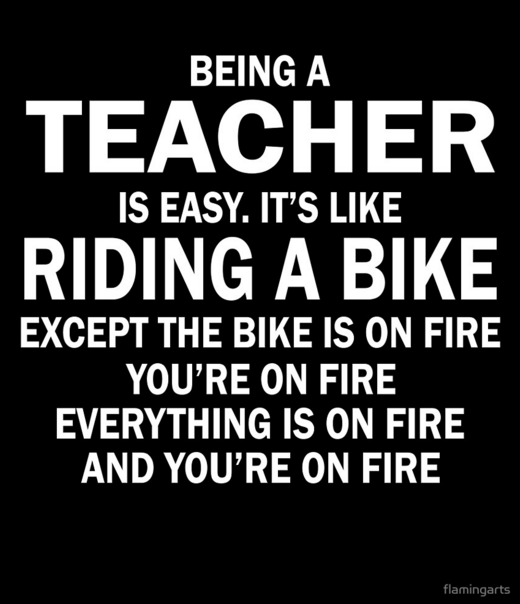 BEING A
TEACHER
IS EASY. IT'S LIKE
RIDING A BIKE
EXCEPT THE BIKE IS ON FIRE
YOU'RE ON FIRE
EVERYTHING IS ON FIRE
AND YOU'RE ON FIRE
flamingarts